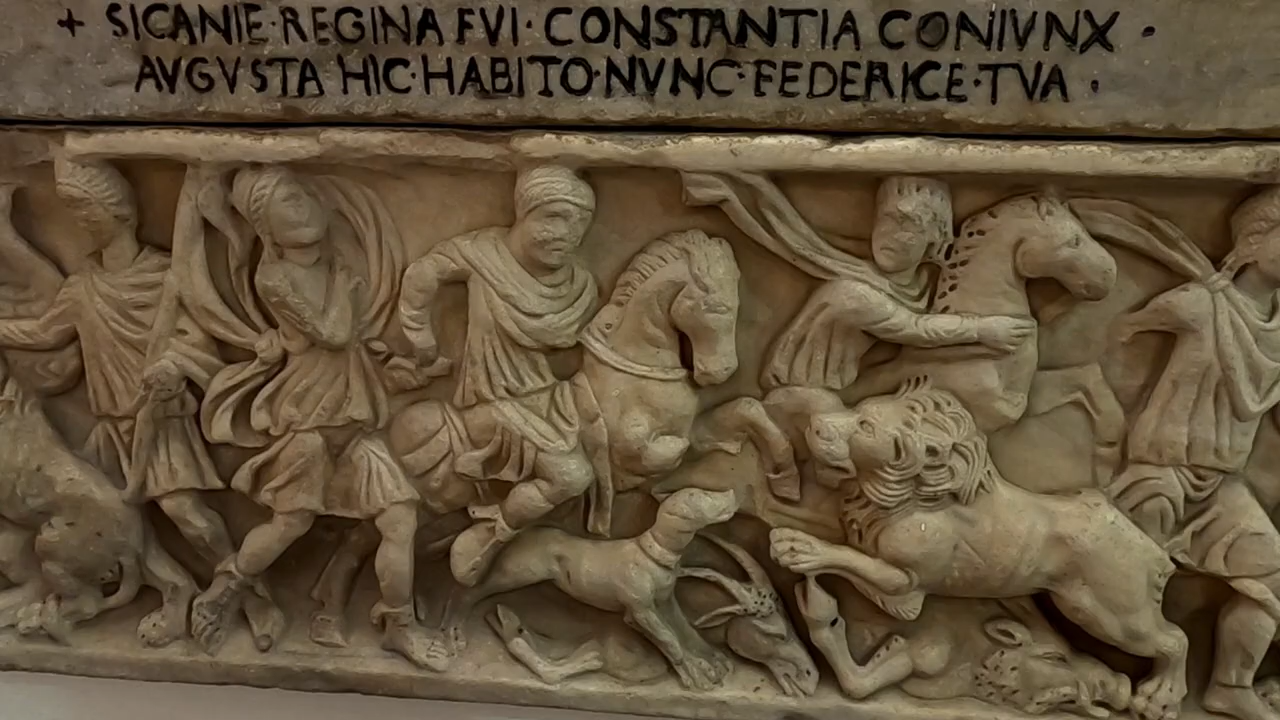 + SICANIE·REGINA FVI· CONSTANTIA CONIVNX ·
AVGVSTA HIC·HABITO·NVNC·FEDERICE·TVA ·